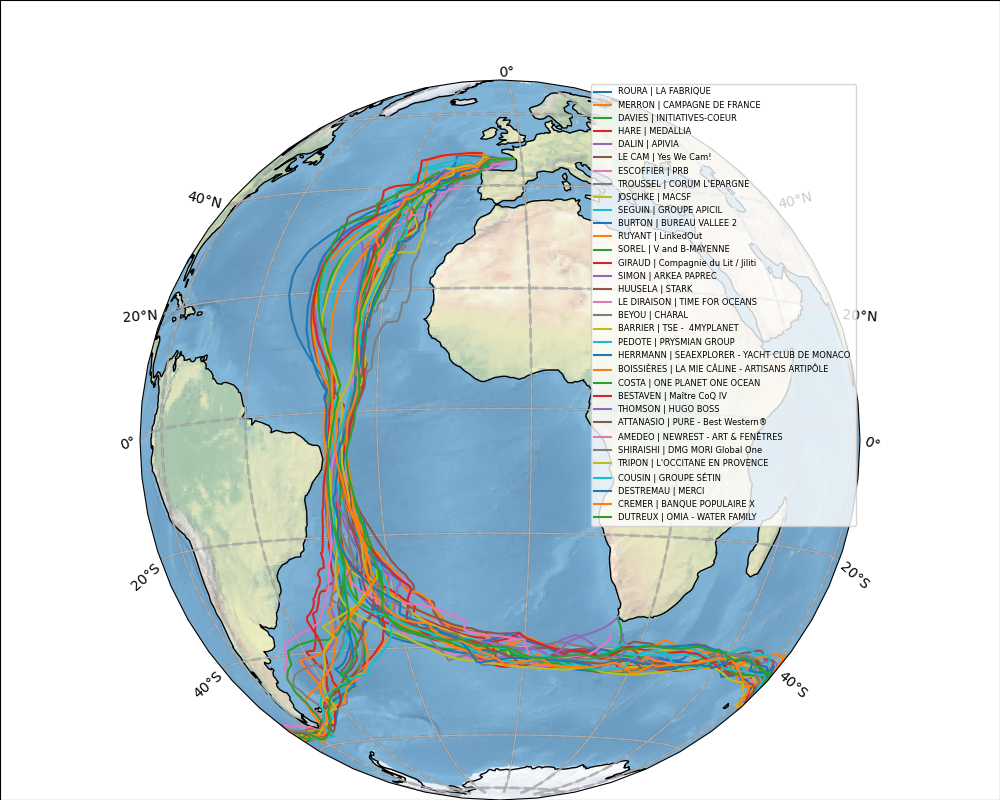 0°
ROURA | LA FABRIQUE
MERRON | CAMPAGNE DE FRANCE
DAVIES | INITIATIVES-COEUR
HARE | MEDALLIA
DALIN | APIVIA
LE CAM | Yes We Cam!
ESCOFFIER | PRB
TROUSSEL | CORUM L'EPARGNE
JOSCHKE | MACSF
SEGUIN | GROUPE APICIL
BURTON | BUREAU VALLEE 2
RUYANT | LinkedOut
SOREL | V and B-MAYENNE
GIRAUD | Compagnie du Lit / Jiliti
SIMON | ARKEA PAPREC
HUUSELA | STARK
LE DIRAISON | TIME FOR OCEANS
BEYOU | CHARAL
BARRIER | TSE -  4MYPLANET
PEDOTE | PRYSMIAN GROUP
HERRMANN | SEAEXPLORER - YACHT CLUB DE MONACO
BOISSIÈRES | LA MIE CÂLINE - ARTISANS ARTIPÔLE
COSTA | ONE PLANET ONE OCEAN
BESTAVEN | Maître CoQ IV
THOMSON | HUGO BOSS
ATTANASIO | PURE - Best Western®
AMEDEO | NEWREST - ART & FENÊTRES
SHIRAISHI | DMG MORI Global One
TRIPON | L'OCCITANE EN PROVENCE
COUSIN | GROUPE SÉTIN
DESTREMAU | MERCI
CREMER | BANQUE POPULAIRE X
DUTREUX | OMIA - WATER FAMILY
40°N
40°N
20°N
20°N
0°
0°
20°S
20°S
40°S
40°S